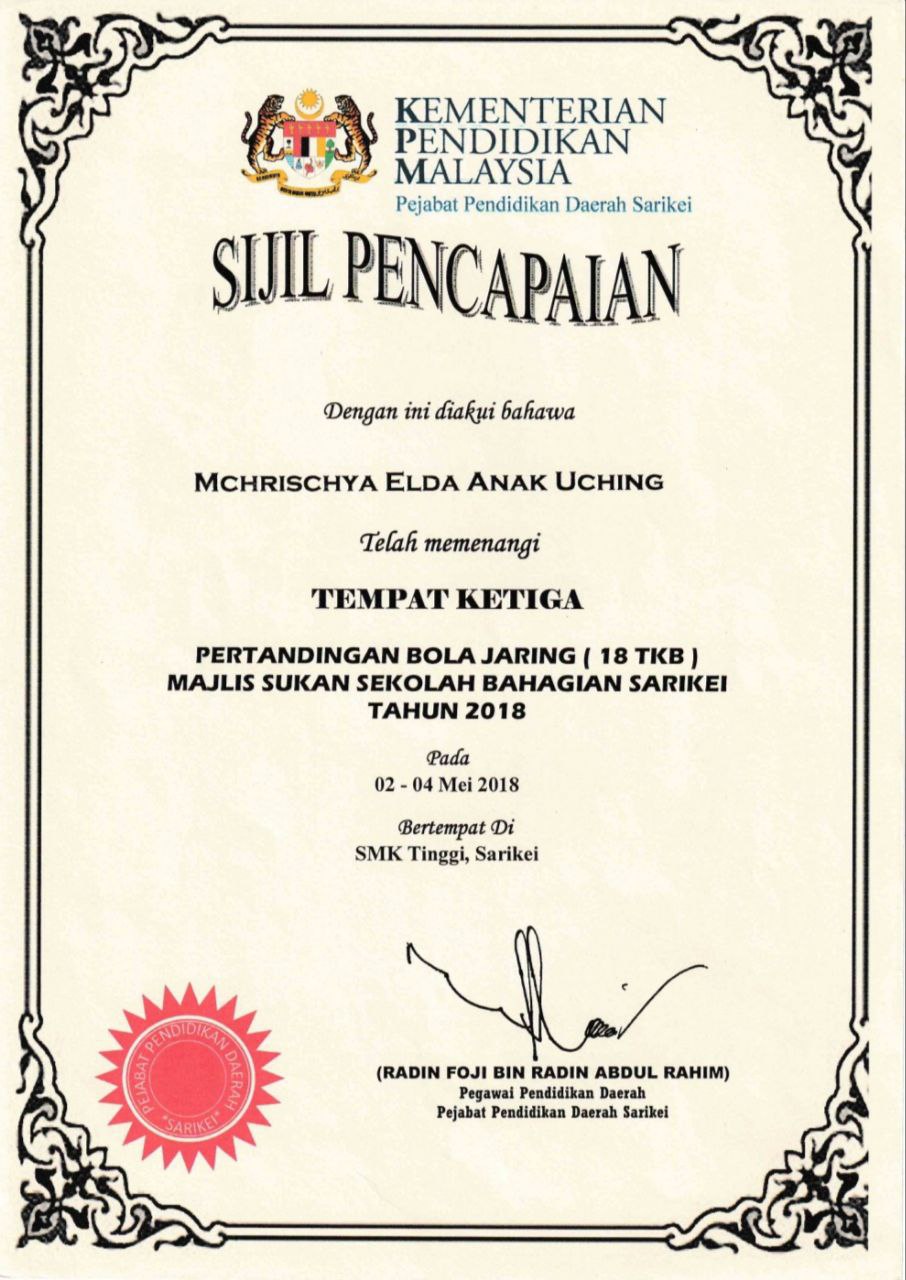 KEMENTERIAN
PENDIDIKAN
MALAYSIA
Pejabat Pendidikan Daerah Sarikei
SIJIL PENCAPAIAN
Dengan ini diakui bahawa
MCHRISCHYA ELDA ANAK UCHING
Telah memenangi
TEMPAT KETIGA
PERTANDINGAN BOLA JARING ( 18 TKB )
MAJLIS SUKAN SEKOLAH BAHAGIAN SARIKEI
TAHUN 2018
Pada
02 - 04 Mei 2018
Bertempat Di
SMK Tinggi, Sarikei
(RADIN FOJI BIN RADIN ABDUL RAHIM)
Pegawai Pendidikan Daerah
Pejabat Pendidikan Daerah Sarikei
PEJABAT PENDIDIKAN DAERAH
*SARIKEI*